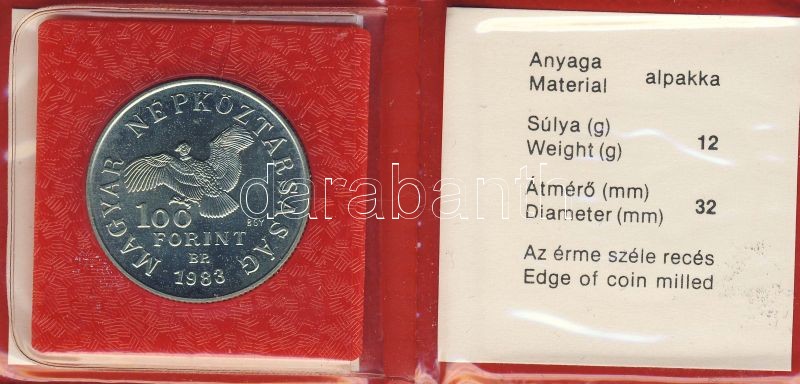 MAGYAR NÉPKÖZTÁRSASÁG
100
FORINT
BP.
1983
Anyaga
Material alpakka
Súlya (g)
Weight (g) 12
Átmérő (mm)
Diameter (mm) 32
Az érme széle recés
Edge of coin milled
darabanth